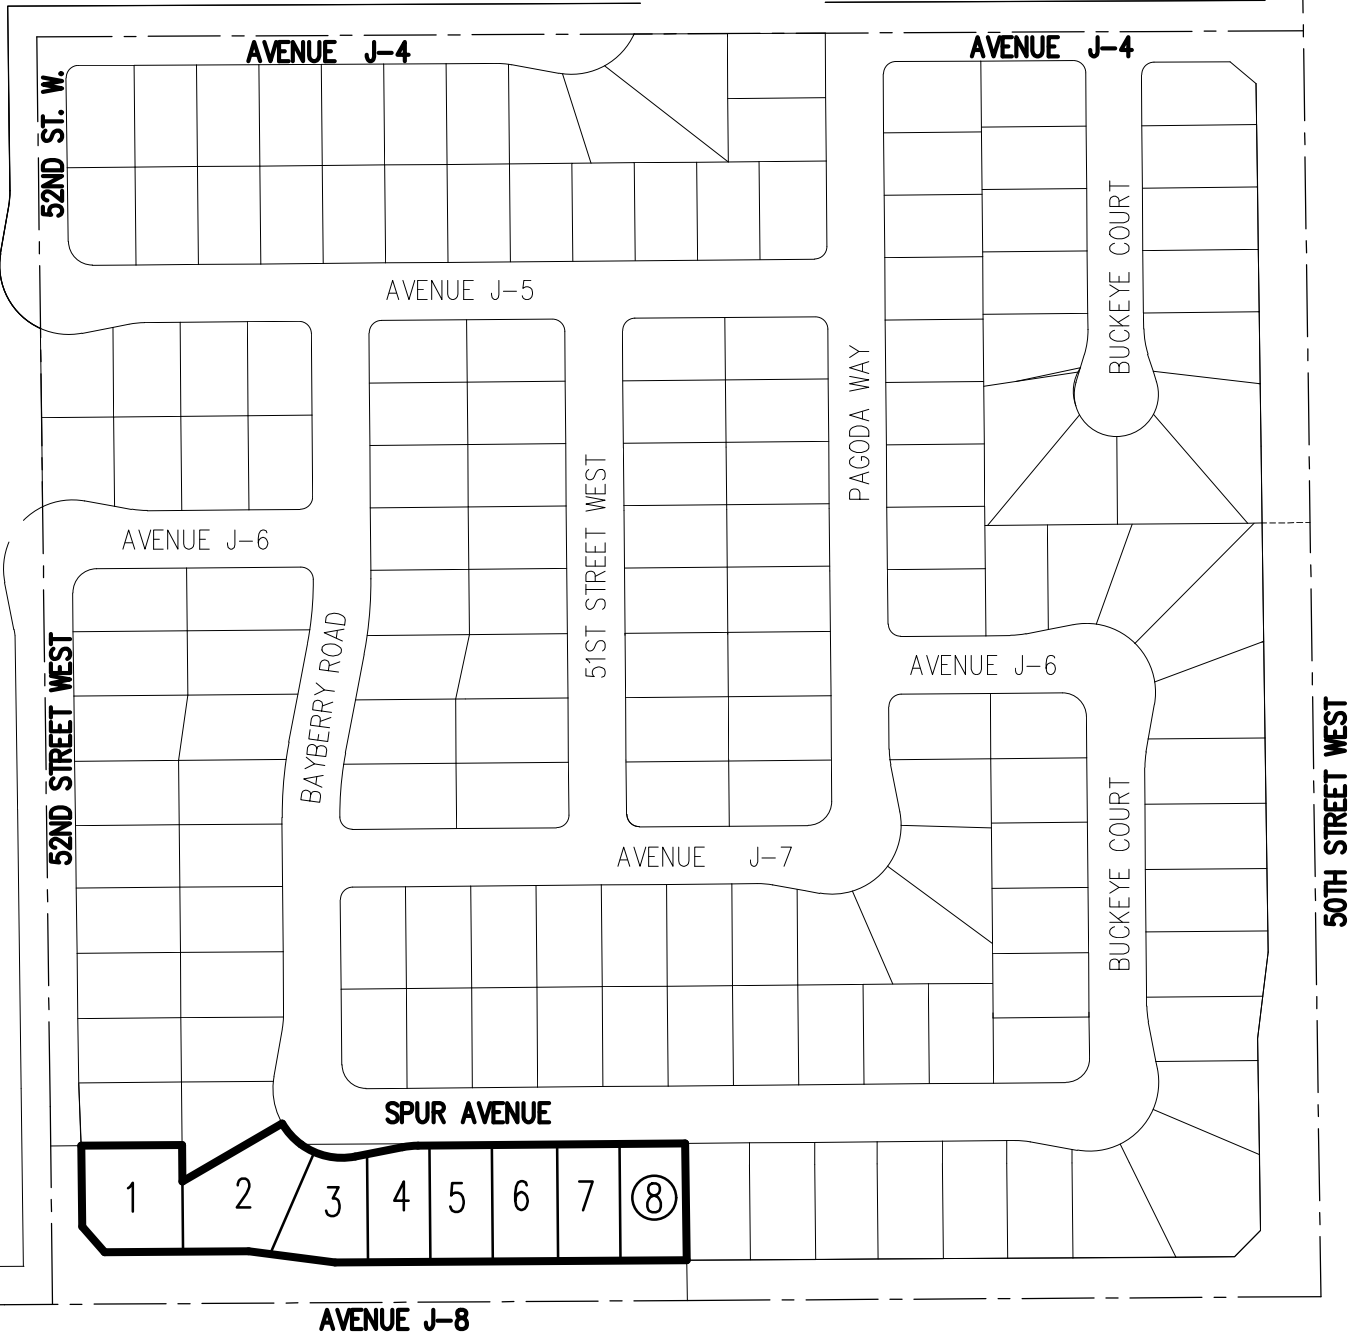 AVENUE J-4
AVENUE J-4
52ND ST. W.
BUCKEYE COURT
AVENUE J-5
PAGODA WAY
51ST STREET WEST
AVENUE J-6
BAYBERRY ROAD
AVENUE J-6
52ND STREET WEST
50TH STREET WEST
BUCKEYE COURT
AVENUE J-7
SPUR AVENUE
1 2 3 4 5 6 7 8
AVENUE J-8